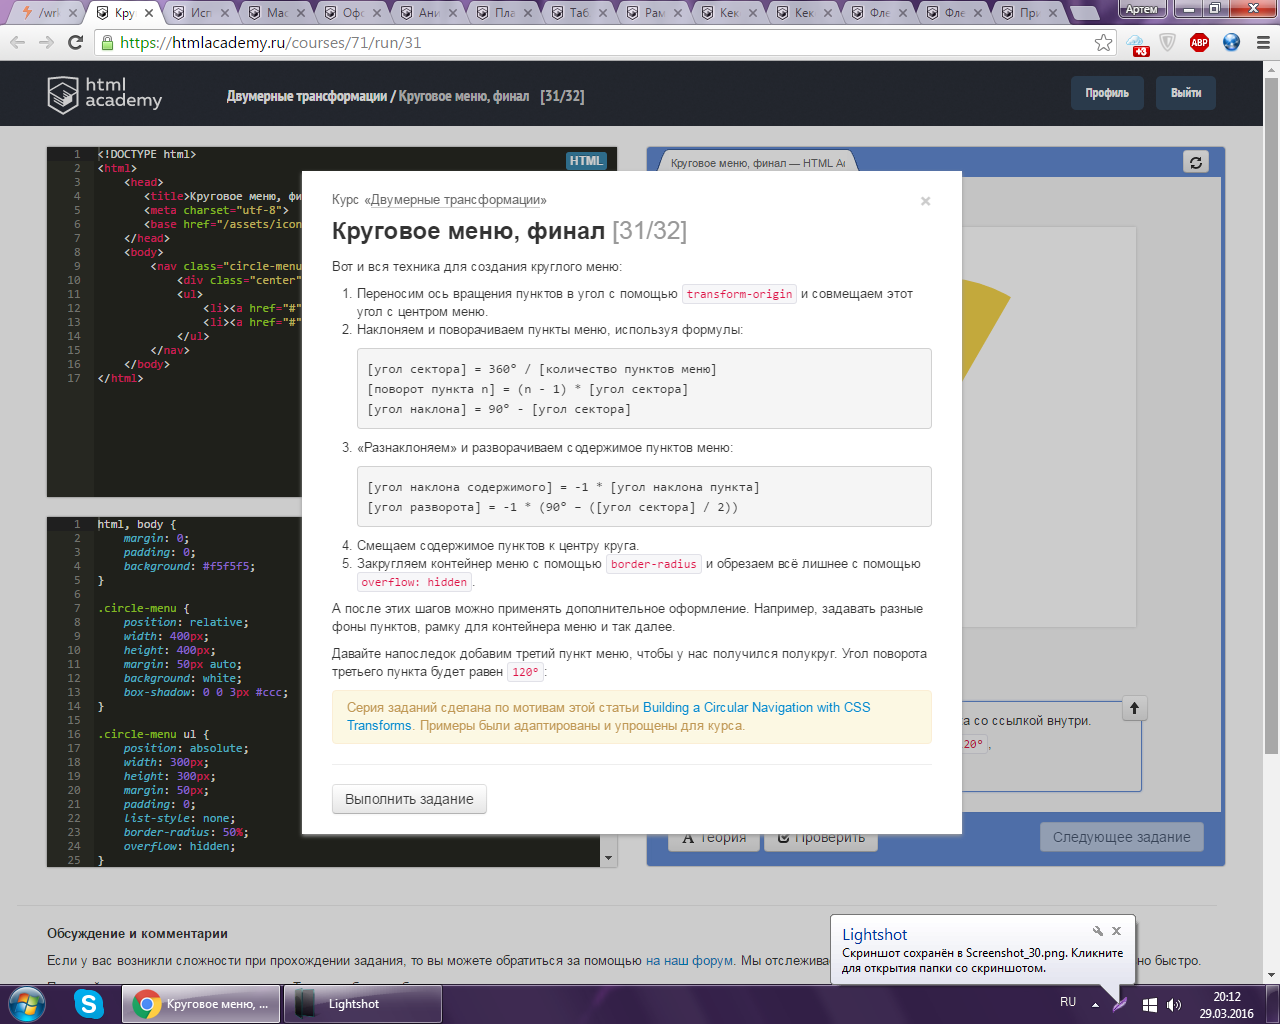 /wrk
Кру
Исп
Мас
Офо
Ани
Пла
Таб
Рам
Кек
Кек
Фле
Фле
При
Артем
https://htmlacademy.ru/courses/71/run/31
+3
ABP
html
academy
Двумерные трансформации / Круговое меню, финал [31/32]
Профиль
Выйти
HTML
1 <!DOCTYPE html>
2 <html>
3 <head>
4 <title>Круговое меню, фи
5 <meta charset="utf-8">
6 <base href="/assets/icon
7 </head>
8 <body>
9 <nav class="circle-menu
10 <div class="center"
11 <ul>
12 <li><a href="#"
13 <li><a href="#"
14 </ul>
15 </nav>
16 </body>
17 </html>
1 html, body {
2 margin: 0;
3 padding: 0;
4 background: #f5f5f5;
5 }
6
7 .circle-menu {
8 position: relative;
9 width: 400px;
10 height: 400px;
11 margin: 50px auto;
12 background: white;
13 box-shadow: 0 0 3px #ccc;
14 }
15
16 .circle-menu ul {
17 position: absolute;
18 width: 300px;
19 height: 300px;
20 margin: 50px;
21 padding: 0;
22 list-style: none;
23 border-radius: 50%;
24 overflow: hidden;
25 }
Круговое меню, финал — HTML Ac
Курс «Двумерные трансформации»
×
Круговое меню, финал [31/32]
Вот и вся техника для создания круглого меню:
1. Переносим ось вращения пунктов в угол с помощью transform-origin и совмещаем этот
угол с центром меню.
2. Наклоняем и поворачиваем пункты меню, используя формулы:
[угол сектора] = 360° / [количество пунктов меню]
[поворот пункта n] = (n - 1) * [угол сектора]
[угол наклона] = 90° - [угол сектора]
3. «Разнаклоняем» и разворачиваем содержимое пунктов меню:
[угол наклона содержимого] = -1 * [угол наклона пункта]
[угол разворота] = -1 * (90° – ([угол сектора] / 2))
4. Смещаем содержимое пунктов к центру круга.
5. Закругляем контейнер меню с помощью border-radius и обрезаем всё лишнее с помощью
overflow: hidden.
А после этих шагов можно применять дополнительное оформление. Например, задавать разные
фоны пунктов, рамку для контейнера меню и так далее.
Давайте напоследок добавим третий пункт меню, чтобы у нас получился полукруг. Угол поворота
третьего пункта будет равен 120°:
Серия заданий сделана по мотивам этой статьи Building a Circular Navigation with CSS
Transforms. Примеры были адаптированы и упрощены для курса.
Выполнить задание
а со ссылкой внутри.
20°,
Теория
Проверить
Следующее задание
Обсуждение и комментарии
Если у вас возникли сложности при прохождении задания, то вы можете обратиться за помощью на наш форум. Мы отслежива
но быстро.
Lightshot
Скриншот сохранён в Screenshot_30.png. Кликните
для открытия папки со скриншотом.
Круговое меню, ...
Lightshot
RU
20:12
29.03.2016